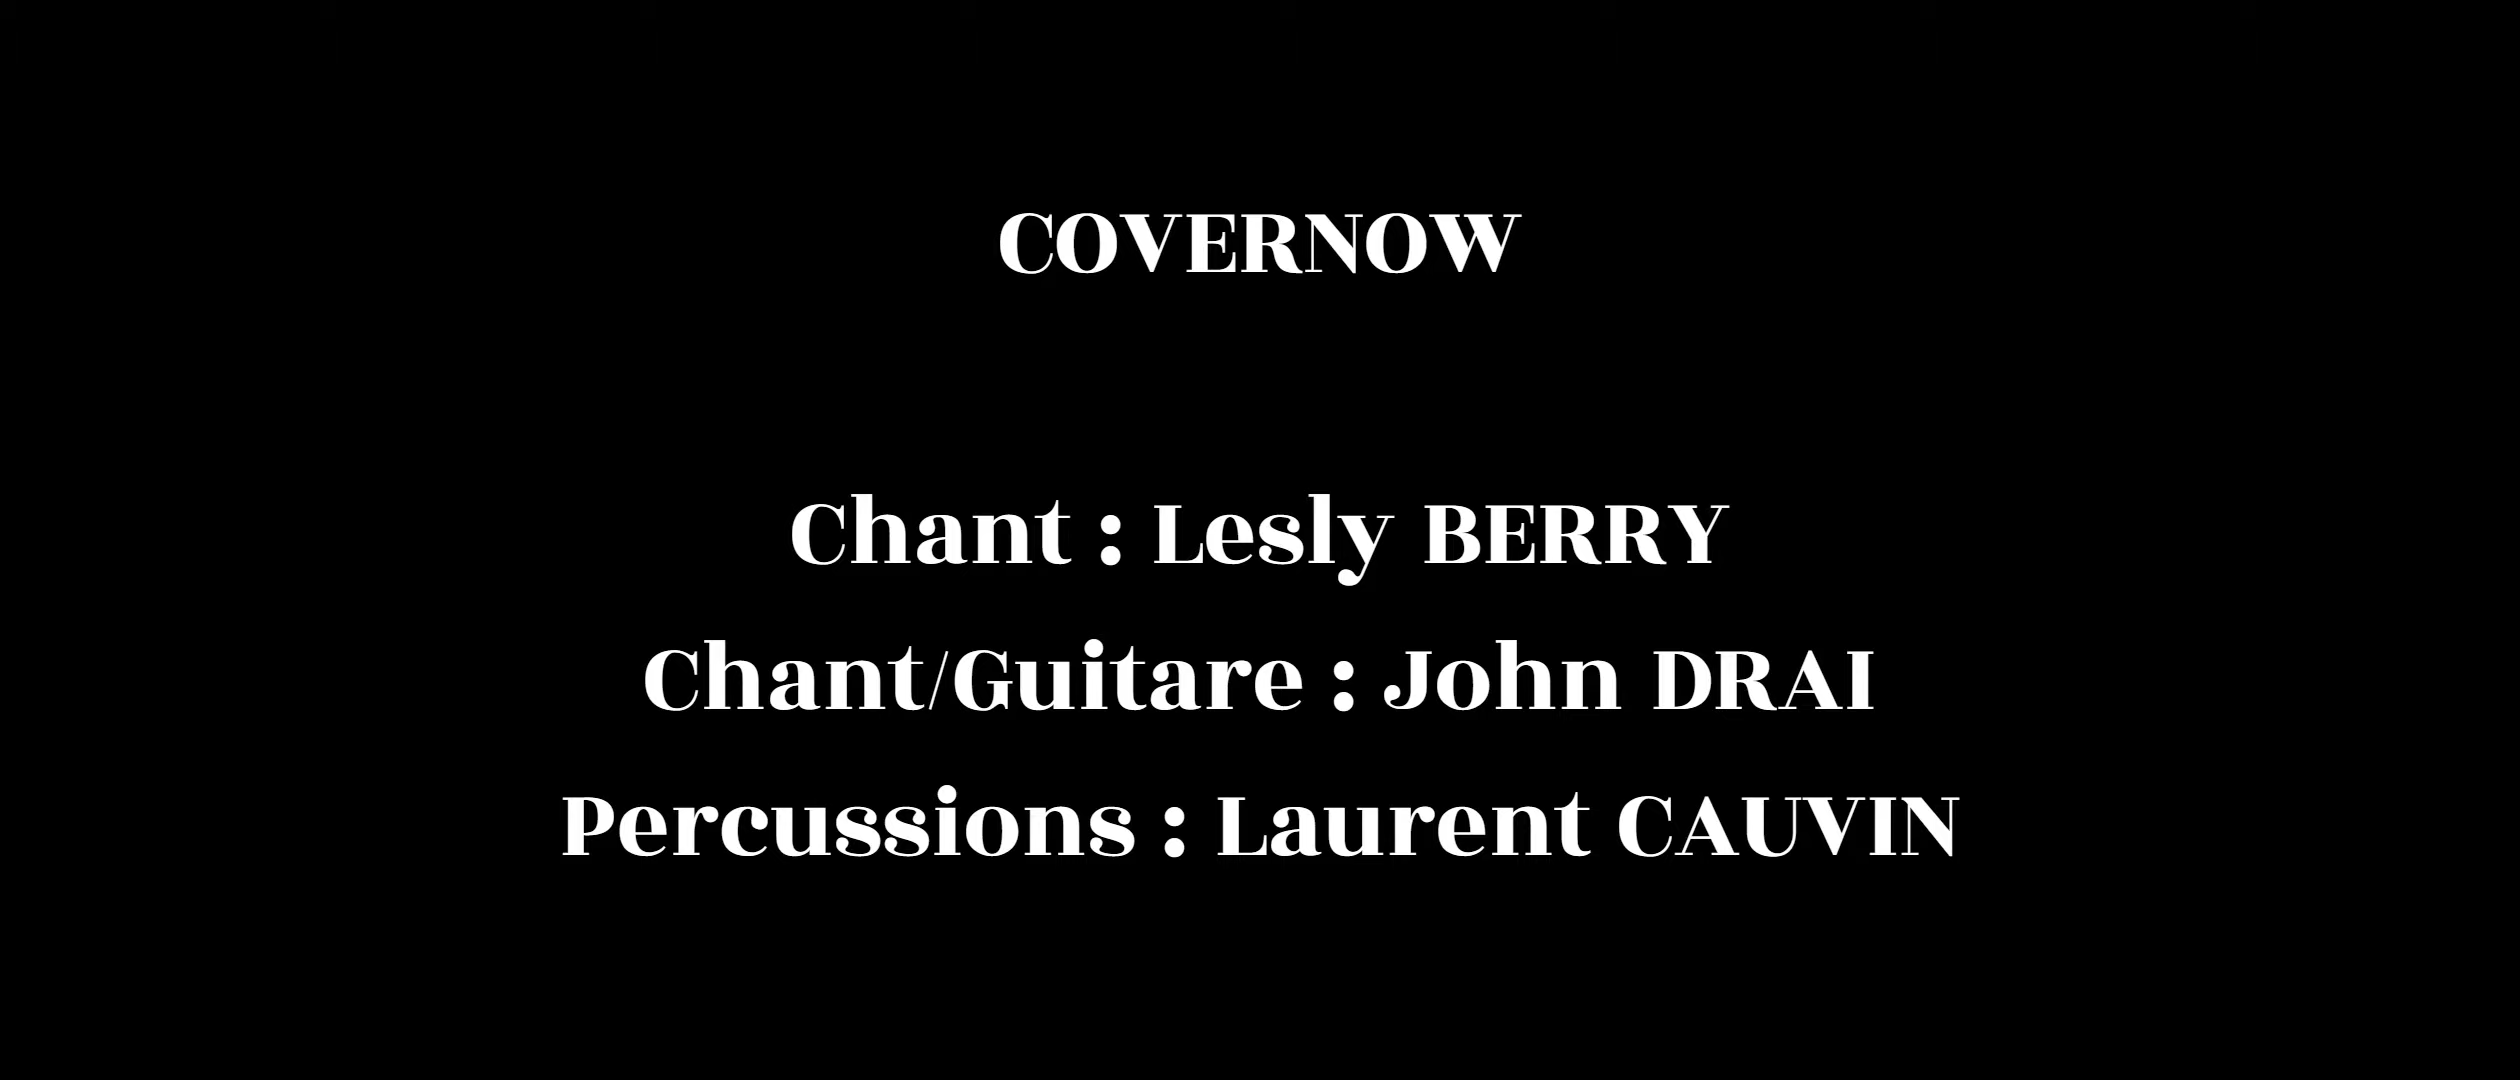 COVERNOW
Chant : Lesly BERRY
Chant/Guitare : John DRAI
Percussions : Laurent CAUVIN